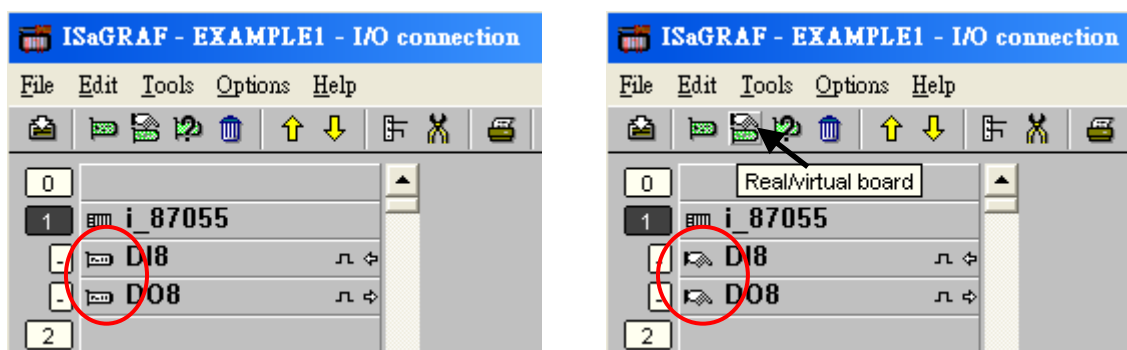 ISaGRAF - EXAMPLE1 - I/O connection
File Edit Tools Options Help
0
1 i_87055
- DI8
- DO8
2
ISaGRAF - EXAMPLE1 - I/O connection
File Edit Tools Options Help
Real/virtual board
0
1 i_87055
- DI8
- DO8
2